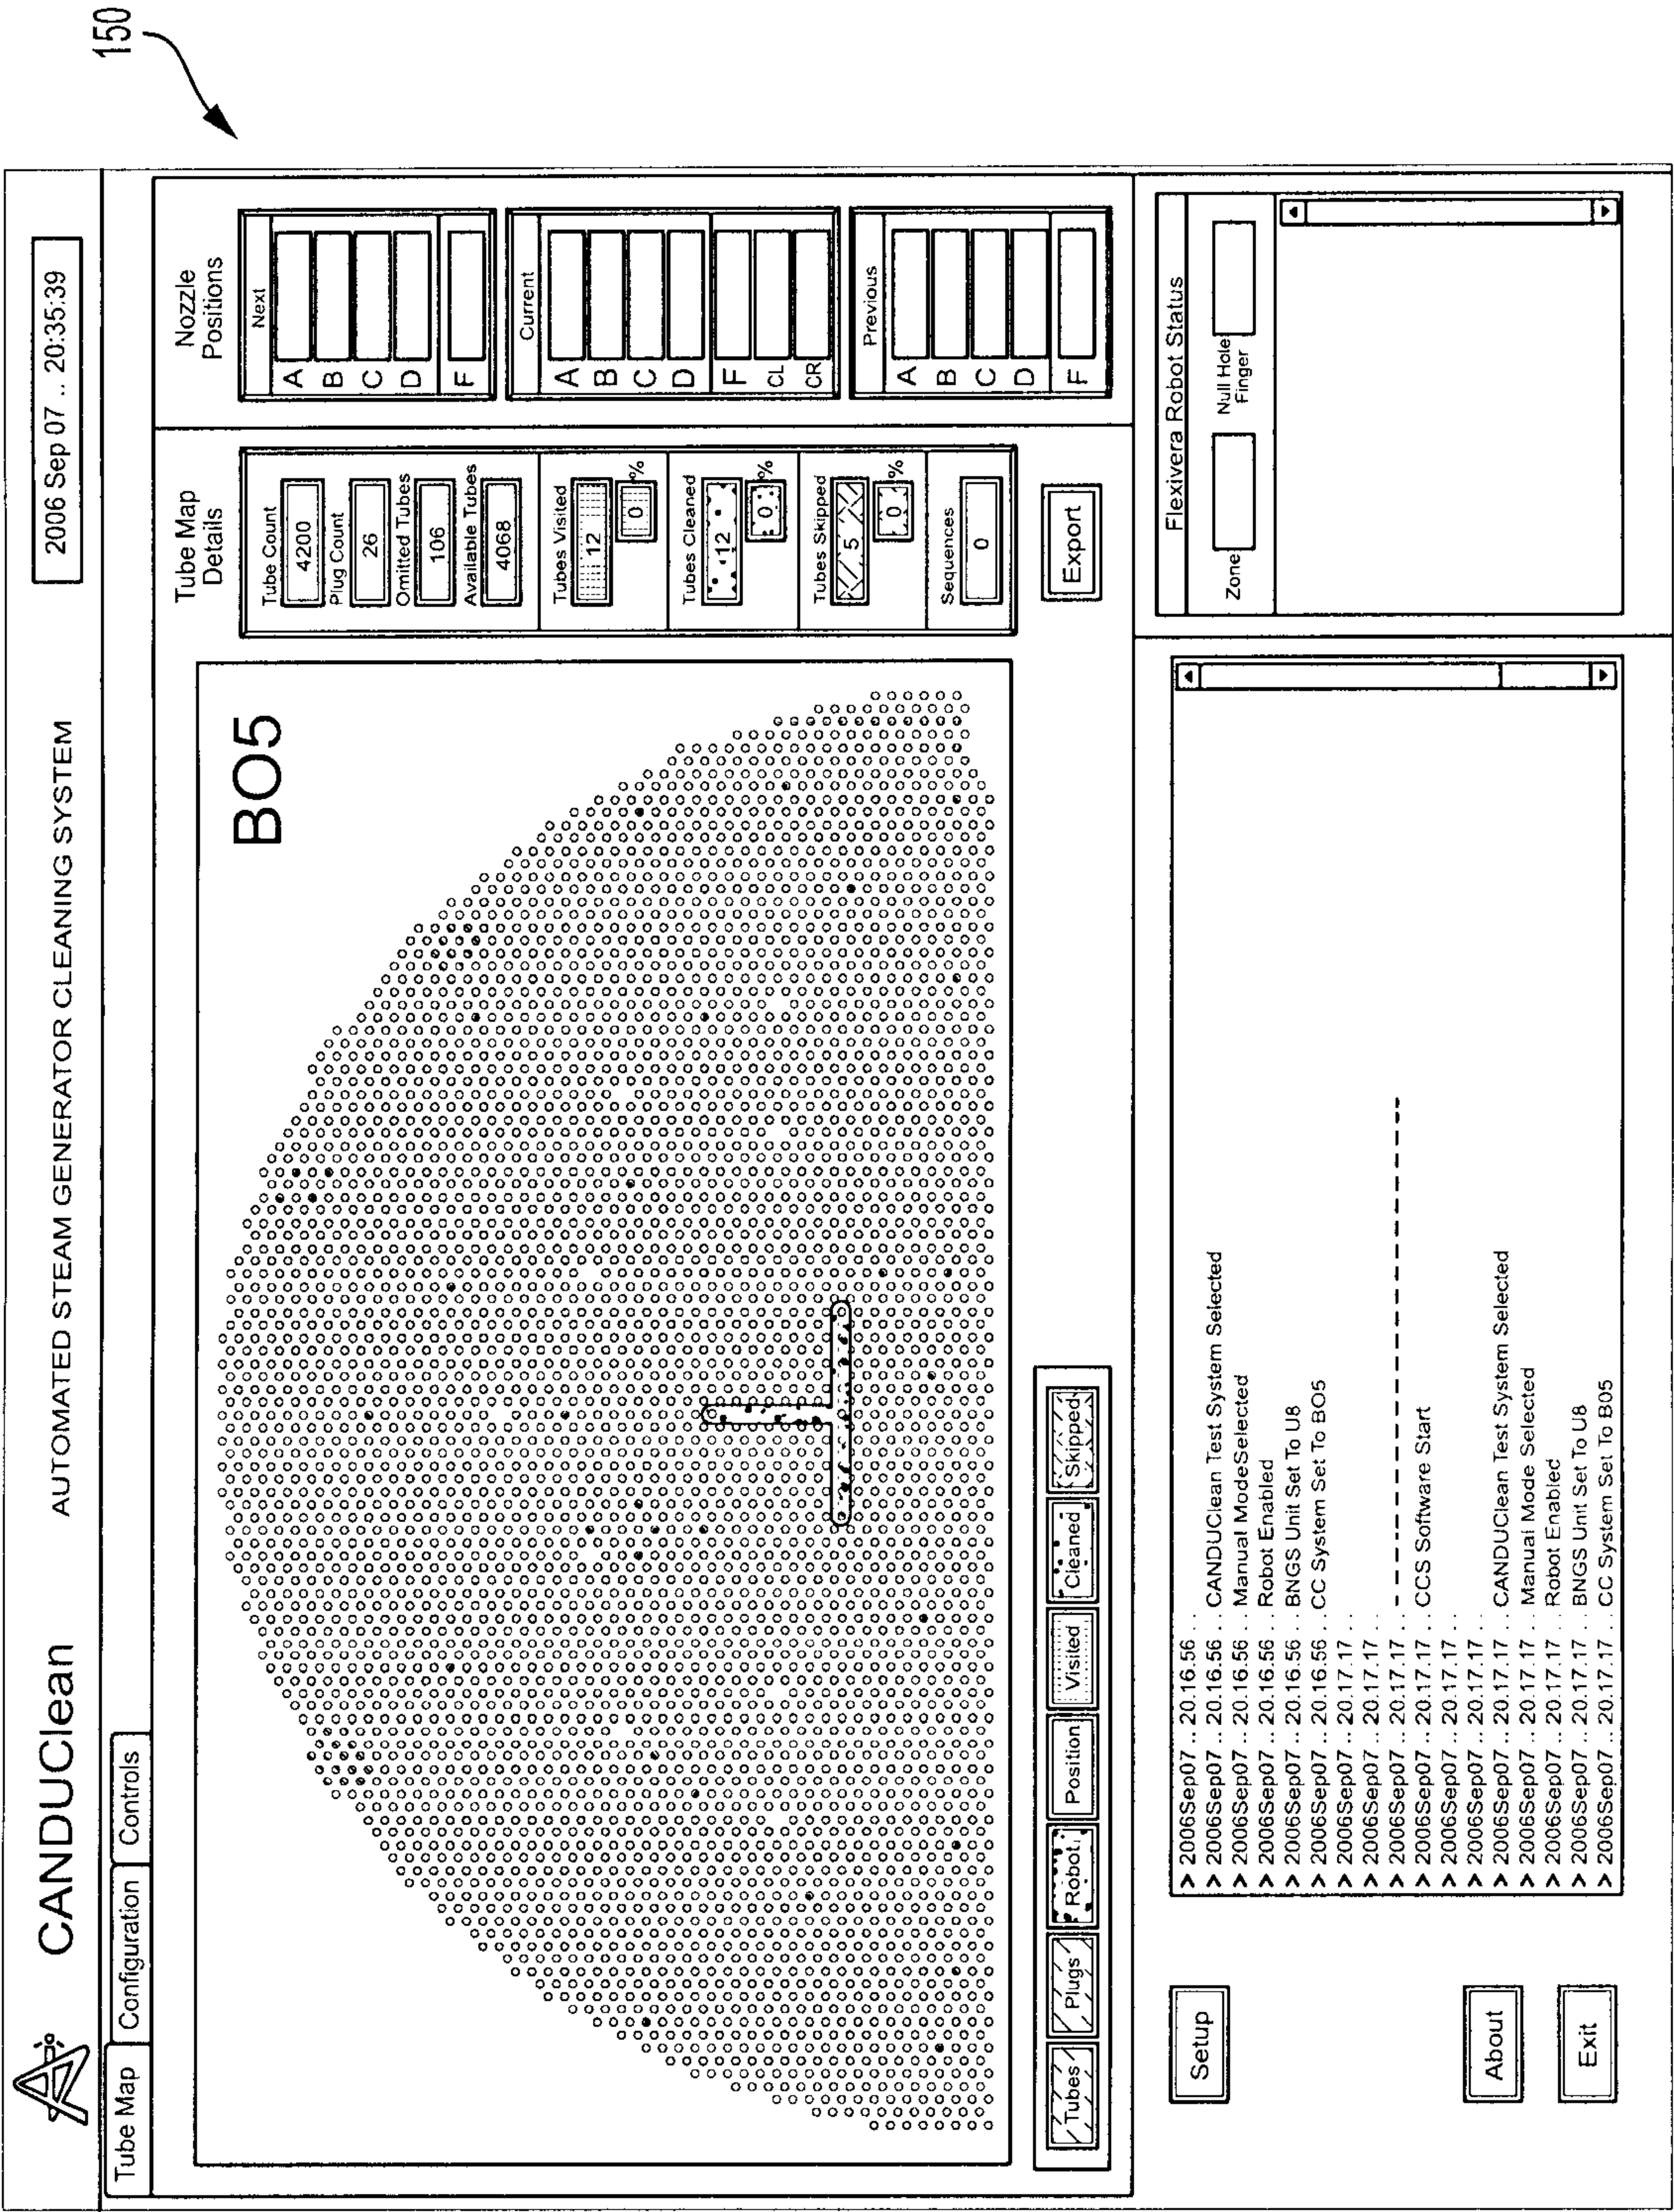 150
CANDUClean
AUTOMATED STEAM GENERATOR CLEANING SYSTEM
2006 Sep 07 .. 20:35:39
Tube Map
Configuration
Controls
BO5
Tube Map
Details
Tube Count
4200
Plug Count
26
Omitted Tubes
106
Available Tubes
4068
Tubes Visited
12
0 %
Tubes Cleaned
12
0 %
Tubes Skipped
5
0 %
Sequences
0
Export
Nozzle
Positions
Next
A
B
C
D
F
Current
A
B
C
D
F
CL
CR
Previous
A
B
C
D
F
Tubes
Plugs
Robot
Position
Visited
Cleaned
Skipped
Setup
About
Exit
> 2006Sep07 .. 20.16.56 ..
> 2006Sep07 .. 20.16.56 .. CANDUClean Test System Selected
> 2006Sep07 .. 20.16.56 .. Manual ModeSelected
> 2006Sep07 .. 20.16.56 .. Robot Enabled
> 2006Sep07 .. 20.16.56 .. BNGS Unit Set To U8
> 2006Sep07 .. 20.16.56 .. CC System Set To BO5
> 2006Sep07 .. 20.17.17 ..
> 2006Sep07 .. 20.17.17 ..
> 2006Sep07 .. 20.17.17 .. -----------------------
> 2006Sep07 .. 20.17.17 .. CCS Software Start
> 2006Sep07 .. 20.17.17 ..
> 2006Sep07 .. 20.17.17 ..
> 2006Sep07 .. 20.17.17 .. CANDUClean Test System Selected
> 2006Sep07 .. 20.17.17 .. Manual Mode Selected
> 2006Sep07 .. 20.17.17 .. Robot Enabled
> 2006Sep07 .. 20.17.17 .. BNGS Unit Set To U8
> 2006Sep07 .. 20.17.17 .. CC System Set To B05
Flexivera Robot Status
Zone
Null Hole
Finger